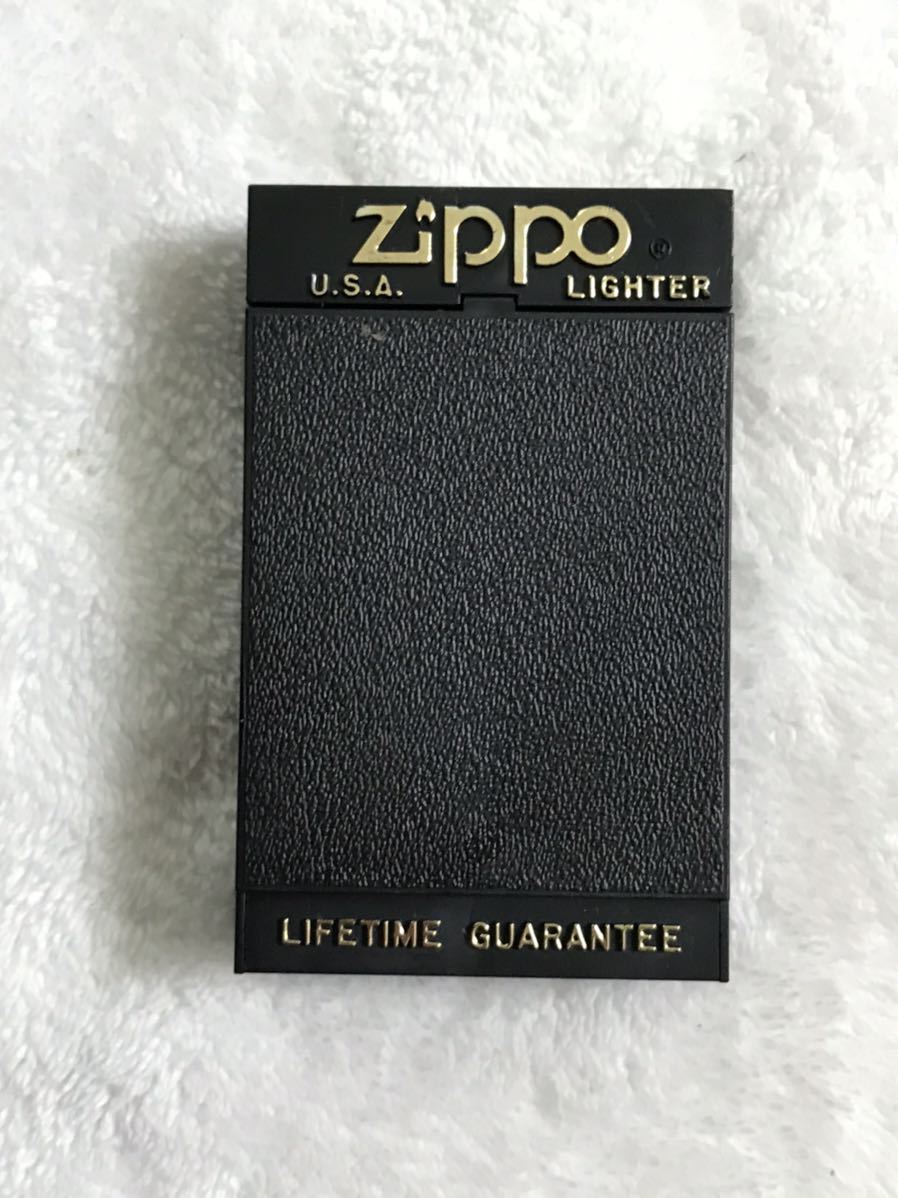 Zippo ®
U.S.A. LIGHTER
LIFETIME GUARANTEE